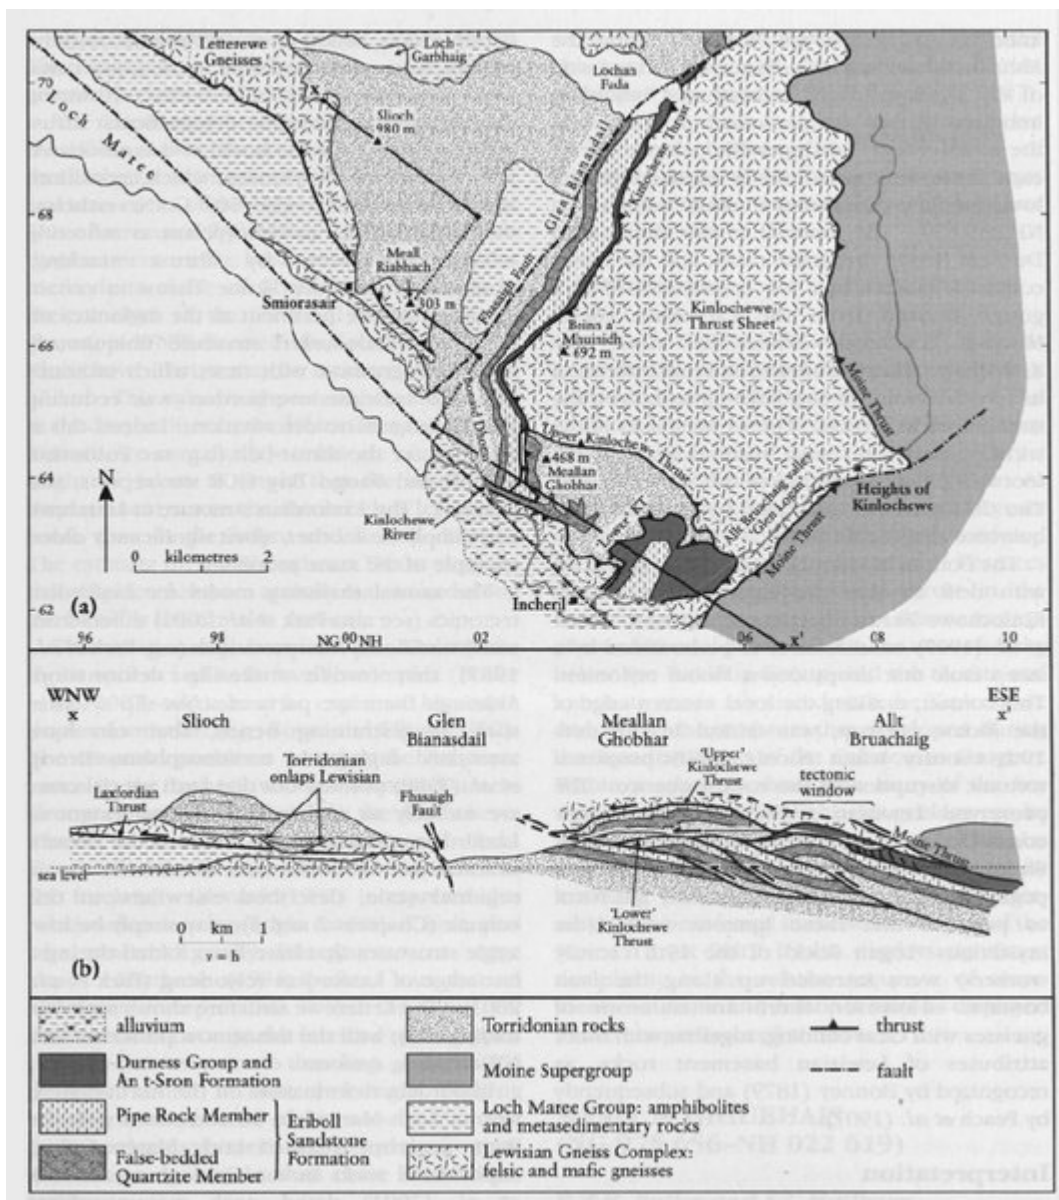 Letterewe
Gneisses
Loch
Garbhaig
Lochan
Fada
70
Loch
Maree
x
Slioch
980 m
Glen Bianasdail
Kinlochewe Thrust
68
Meall
Riabhach
303 m
Smiorasair
Fhasaigh Fault
Beinn a'
Mhuinidh
692 m
Kinlochewe
Thrust Sheet
66
Moine Thrust
'Upper' Kinlochewe Thrust
468 m
Meallan
Ghobhar
64
N
Kinlochewe
River
Allt Bruachaig valley
Heights of
Kinlochewe
Moine Thrust
0 kilometres 2
Incheril
62
(a)
96 98 NG 00 NH 02 06 x' 08 10
WNW
x
ESE
x'
Slioch
Glen
Bianasdail
Meallan
Ghobhar
Allt
Bruachaig
Laxfordian
Thrust
Torridonian
onlaps Lewisian
Fhasaigh
fault
'Upper'
Kinlochewe
Thrust
tectonic
window
Moine Thrust
sea level
'Lower'
Kinlochewe
Thrust
0 km 1
v = h
(b)
alluvium
Durness Group and
An t-Sron Formation
Pipe Rock Member
False-bedded
Quartzite Member
Eriboll
Sandstone
Formation
Torridonian rocks
Moine Supergroup
Loch Maree Group: amphibolites
and metasedimentary rocks
Lewisian Gneiss Complex:
felsic and mafic gneisses
thrust
fault